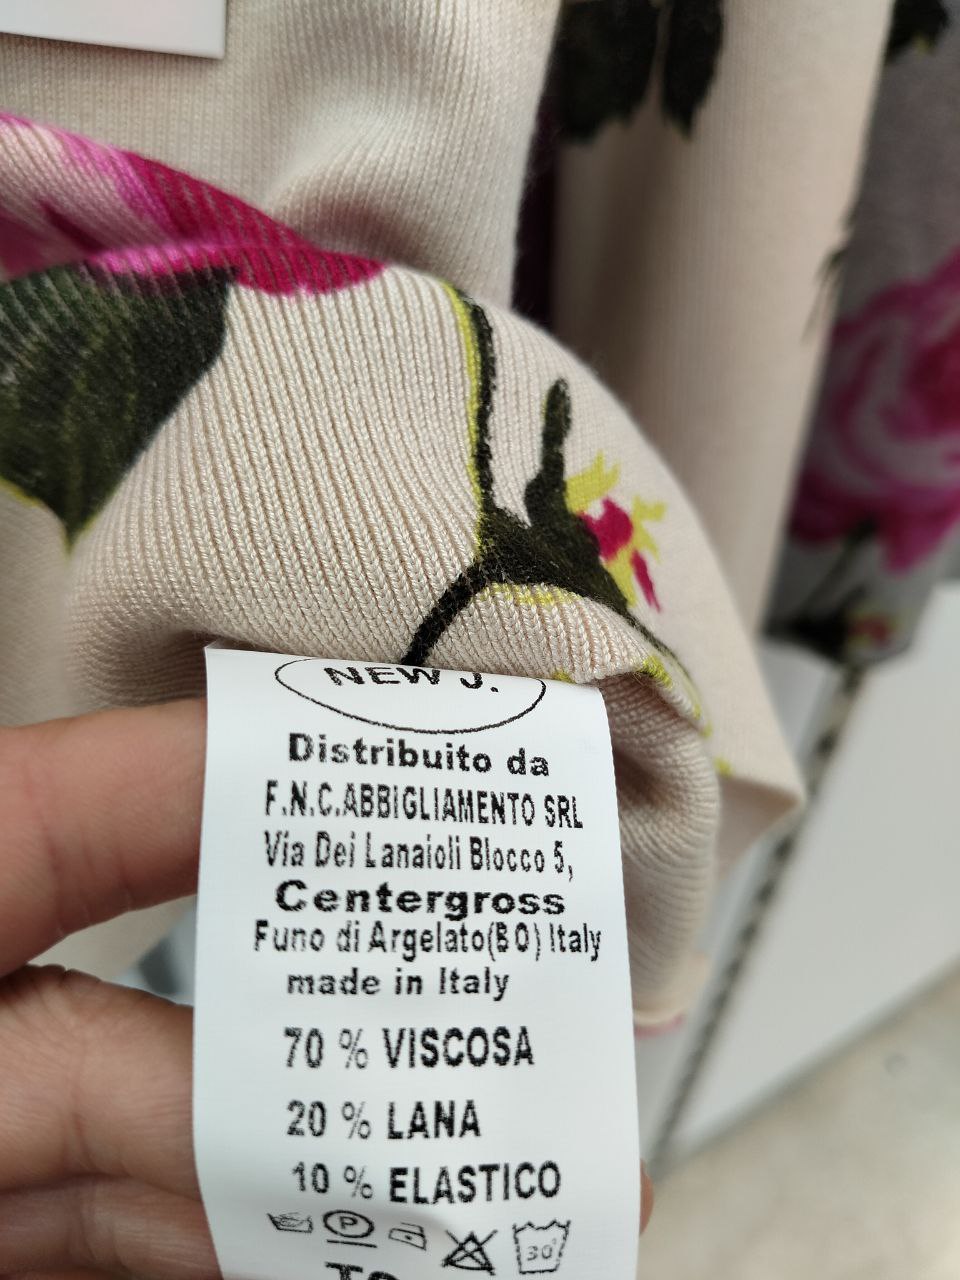 NEW J.
Distribuito da
F.N.C.ABBIGLIAMENTO SRL
Via Dei Lanaioli Blocco 5,
Centergross
Funo di Argelato(BO) Italy
made in Italy
70 % VISCOSA
20 % LANA
10 % ELASTICO
P
30°